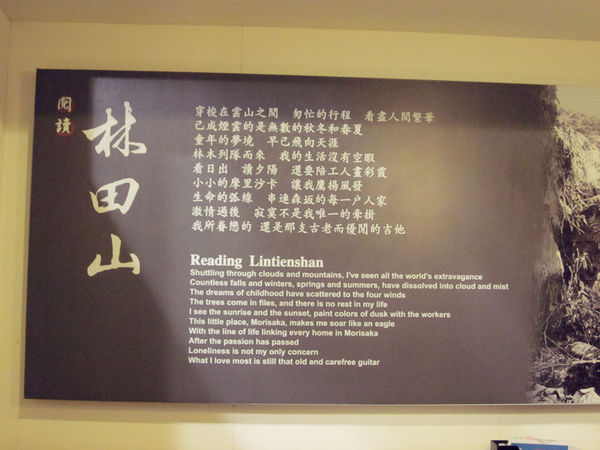 閱讀
林田山
穿梭在雲山之間　匆忙的行程　看盡人間繁華
已成煙雲的是無數的秋冬和春夏
童年的夢境　早已飛向天涯
林木列隊而來　我的生活沒有空暇
看日出　讀夕陽　還要陪工人畫彩霞
小小的摩里沙卡　讓我鷹揚風發
生命的弧線　串連森坂的每一户人家
激情過後　寂寞不是我唯一的牽掛
我所眷戀的 還是那支古老而優閒的吉他
Reading Lintienshan
Shuttling through clouds and mountains, I've seen all the world's extravagance
Countless falls and winters, springs and summers, have dissolved into cloud and mist
The dreams of childhood have scattered to the four winds
The trees come in files, and there is no rest in my life
I see the sunrise and the sunset, paint colors of dusk with the workers
This little place, Morisaka, makes me soar like an eagle
With the line of life linking every home in Morisaka
After the passion has passed
Loneliness is not my only concern
What I love most is still that old and carefree guitar